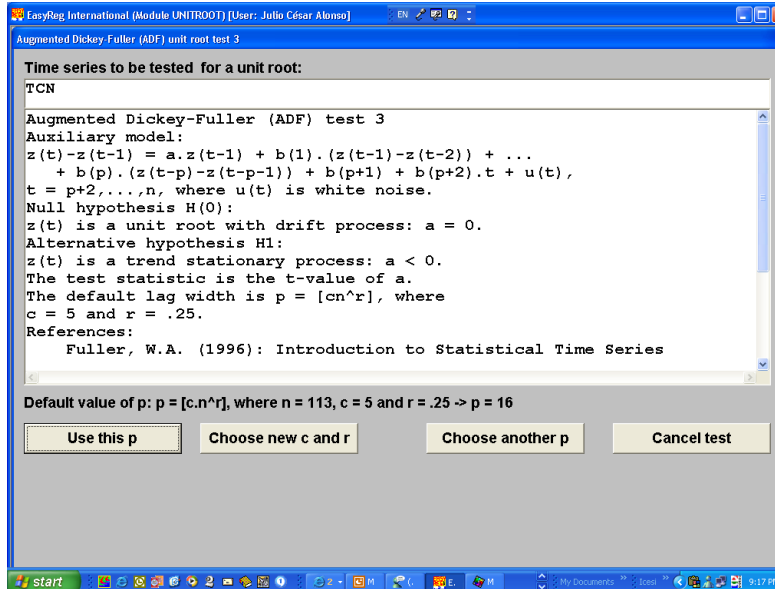 EasyReg International (Module UNITROOT) [User: Julio César Alonso]
EN
Augmented Dickey-Fuller (ADF) unit root test 3
Time series to be tested for a unit root:
TCN
Augmented Dickey-Fuller (ADF) test 3
Auxiliary model:
z(t)-z(t-1) = a.z(t-1) + b(1).(z(t-1)-z(t-2)) + ...
+ b(p).(z(t-p)-z(t-p-1)) + b(p+1) + b(p+2).t + u(t),
t = p+2,...,n, where u(t) is white noise.
Null hypothesis H(0):
z(t) is a unit root with drift process: a = 0.
Alternative hypothesis H1:
z(t) is a trend stationary process: a < 0.
The test statistic is the t-value of a.
The default lag width is p = [cn^r], where
c = 5 and r = .25.
References:
Fuller, W.A. (1996): Introduction to Statistical Time Series
Default value of p: p = [c.n^r], where n = 113, c = 5 and r = .25 -> p = 16
Use this p Choose new c and r Choose another p Cancel test
start 2 M (. E. M My Documents » Icesi » 9:17 PM